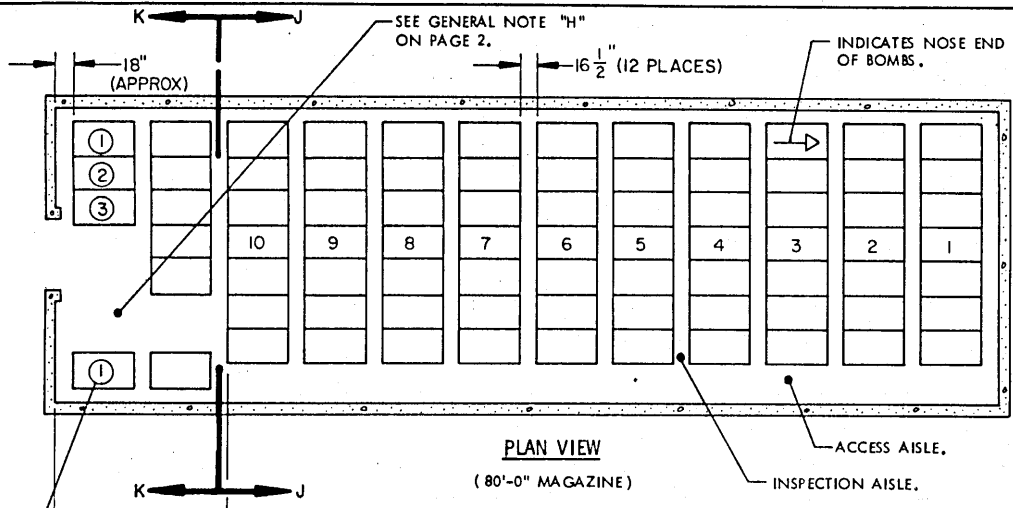 K J
SEE GENERAL NOTE "H"
ON PAGE 2.
INDICATES NOSE END
OF BOMBS.
18"
(APPROX)
16 1/2" (12 PLACES)
1
2
3
10 9 8 7 6 5 4 3 2 1
1
PLAN VIEW
(80'-0" MAGAZINE)
ACCESS AISLE.
INSPECTION AISLE.
K J